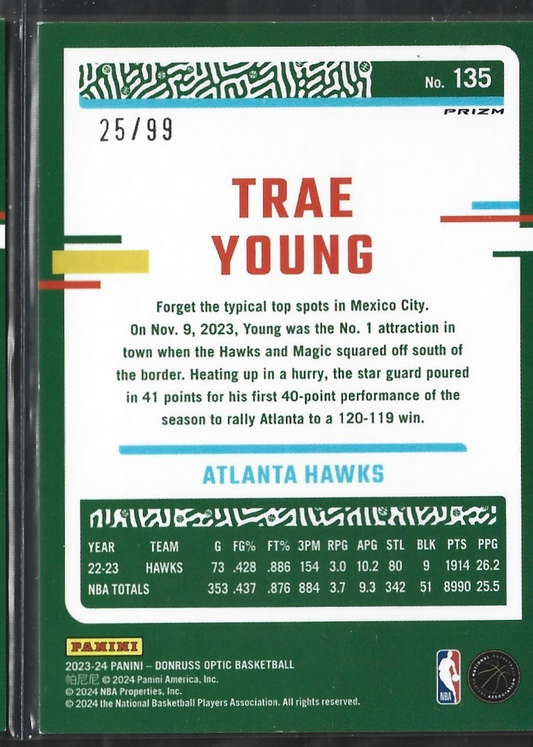 No. 135
PRIZM
25/99
TRAE
YOUNG
Forget the typical top spots in Mexico City.
On Nov. 9, 2023, Young was the No. 1 attraction in
town when the Hawks and Magic squared off south of
the border. Heating up in a hurry, the star guard poured
in 41 points for his first 40-point performance of the
season to rally Atlanta to a 120-119 win.
ATLANTA HAWKS
YEAR TEAM G FG% FT% 3PM RPG APG STL BLK PTS PPG
22-23 HAWKS 73 .428 .886 154 3.0 10.2 80 9 1914 26.2
NBA TOTALS 353 .437 .876 884 3.7 9.3 342 51 8990 25.5
PANINI
2023-24 PANINI – DONRUSS OPTIC BASKETBALL
帕尼尼 © 2024 Panini America, Inc.
© 2024 NBA Properties, Inc.
© 2024 the National Basketball Players Association. All rights reserved.
NBA